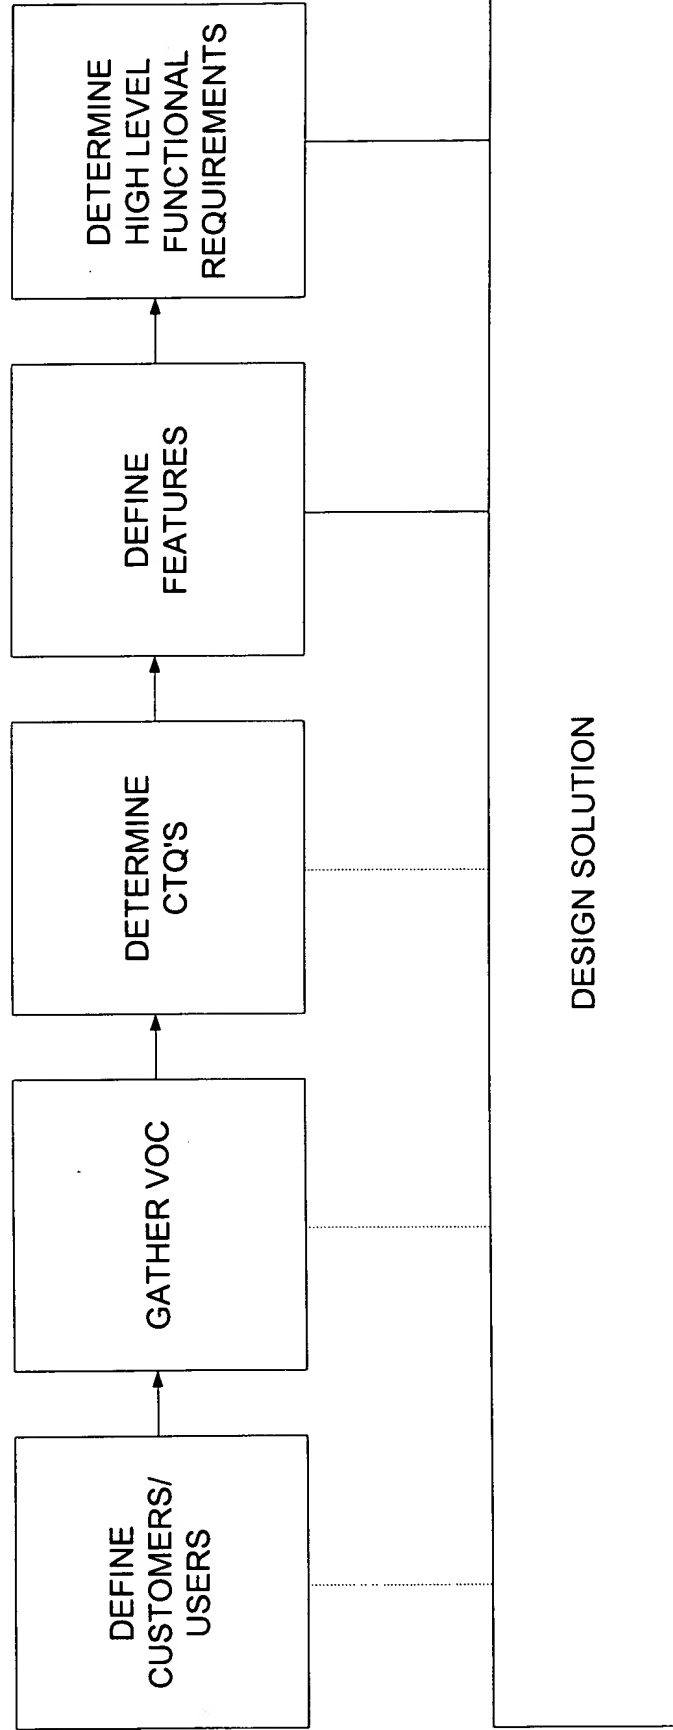 DEFINE
CUSTOMERS/
USERS
GATHER VOC
DETERMINE
CTQ'S
DEFINE
FEATURES
DETERMINE
HIGH LEVEL
FUNCTIONAL
REQUIREMENTS
DESIGN SOLUTION